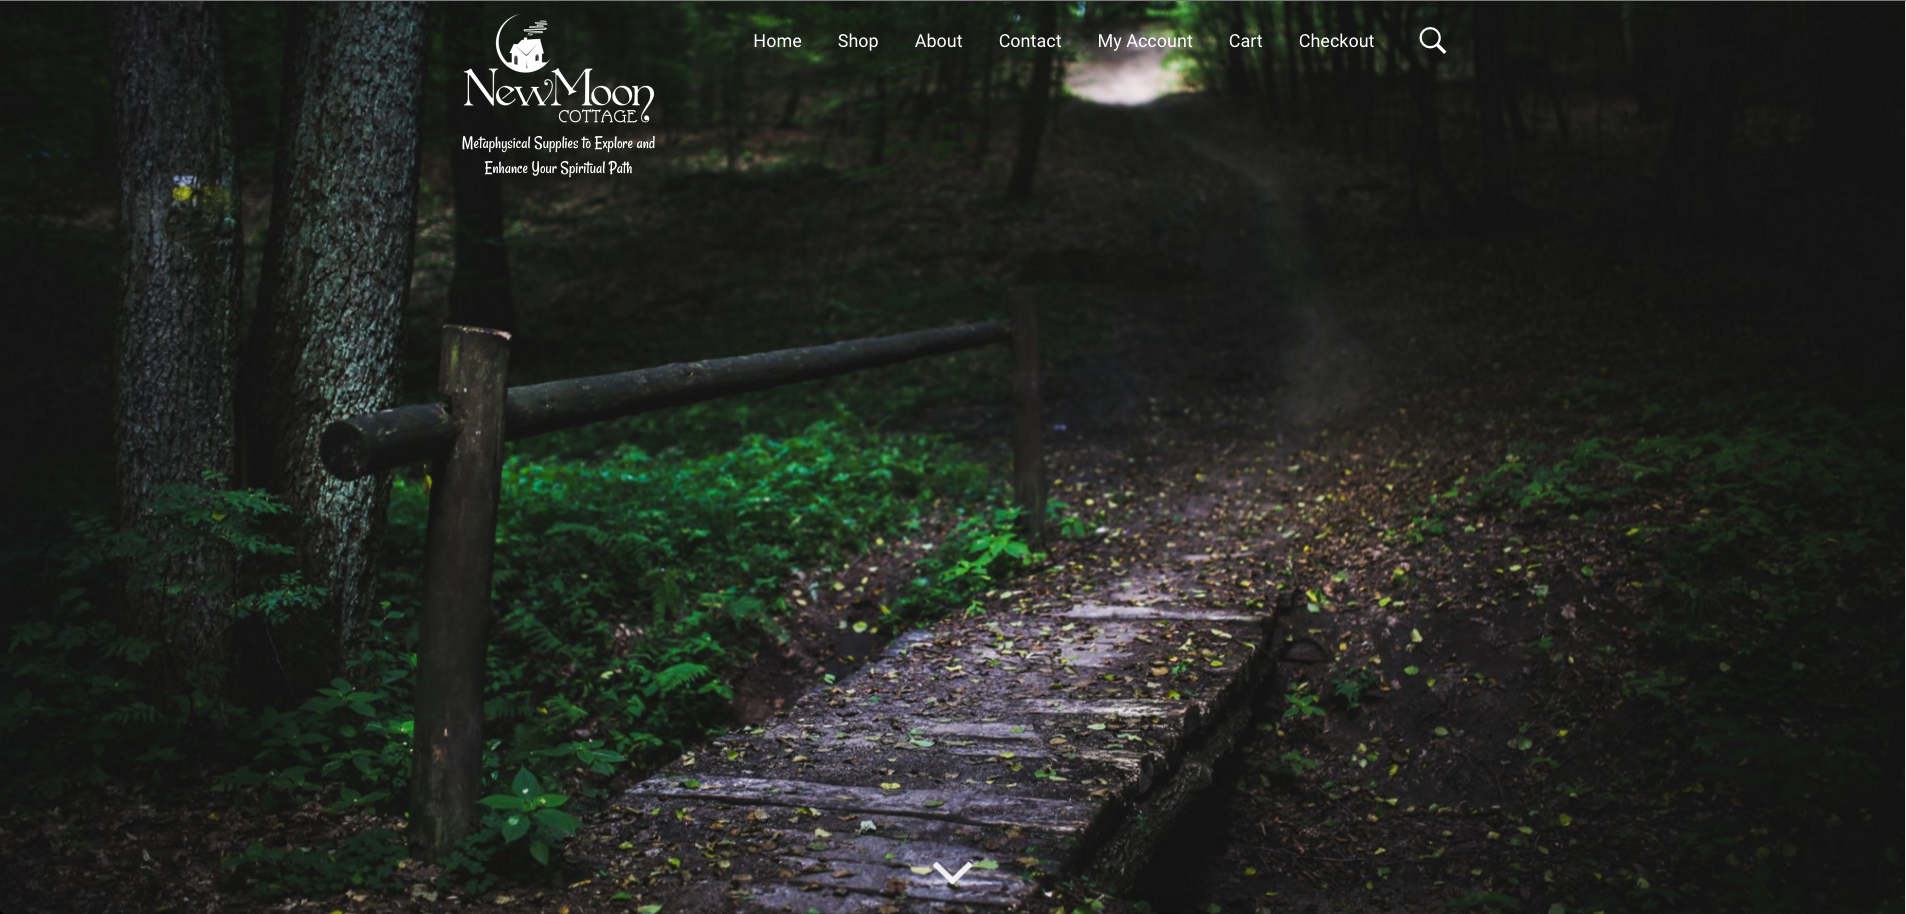 Home Shop About Contact My Account Cart Checkout
NewMoon
COTTAGE
Metaphysical Supplies to Explore and
Enhance Your Spiritual Path